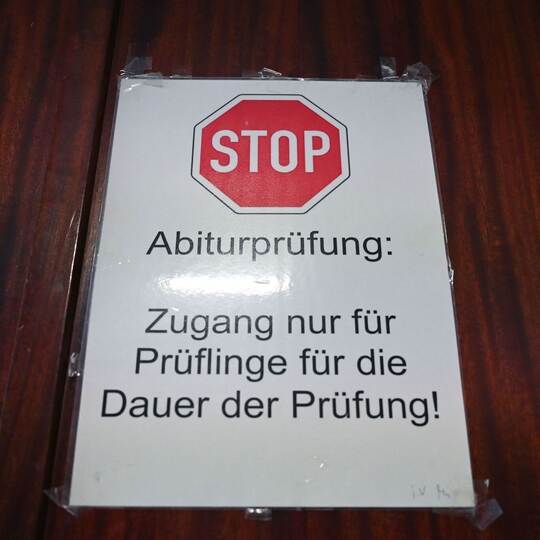 STOP
Abiturprüfung:
Zugang nur für
Prüflinge für die
Dauer der Prüfung!